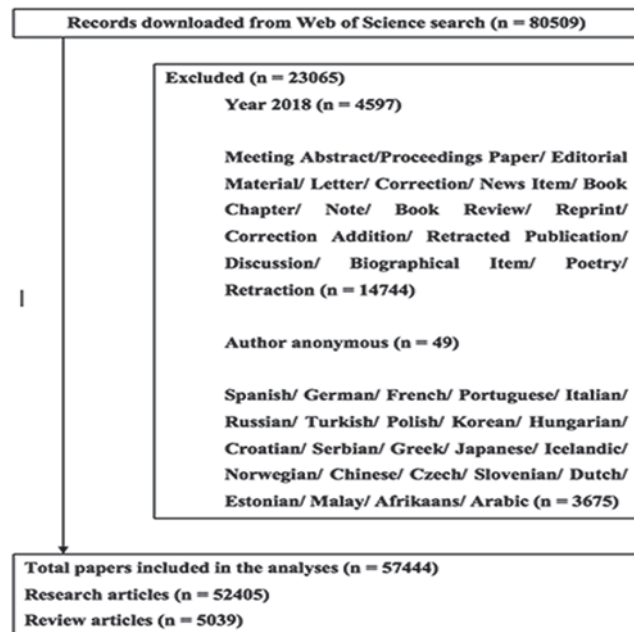 Records downloaded from Web of Science search (n = 80509)
Excluded (n = 23065)
Year 2018 (n = 4597)
Meeting Abstract/Proceedings Paper/ Editorial
Material/ Letter/ Correction/ News Item/ Book
Chapter/ Note/ Book Review/ Reprint/
Correction Addition/ Retracted Publication/
Discussion/ Biographical Item/ Poetry/
Retraction (n = 14744)
Author anonymous (n = 49)
Spanish/ German/ French/ Portuguese/ Italian/
Russian/ Turkish/ Polish/ Korean/ Hungarian/
Croatian/ Serbian/ Greek/ Japanese/ Icelandic/
Norwegian/ Chinese/ Czech/ Slovenian/ Dutch/
Estonian/ Malay/ Afrikaans/ Arabic (n = 3675)
Total papers included in the analyses (n = 57444)
Research articles (n = 52405)
Review articles (n = 5039)